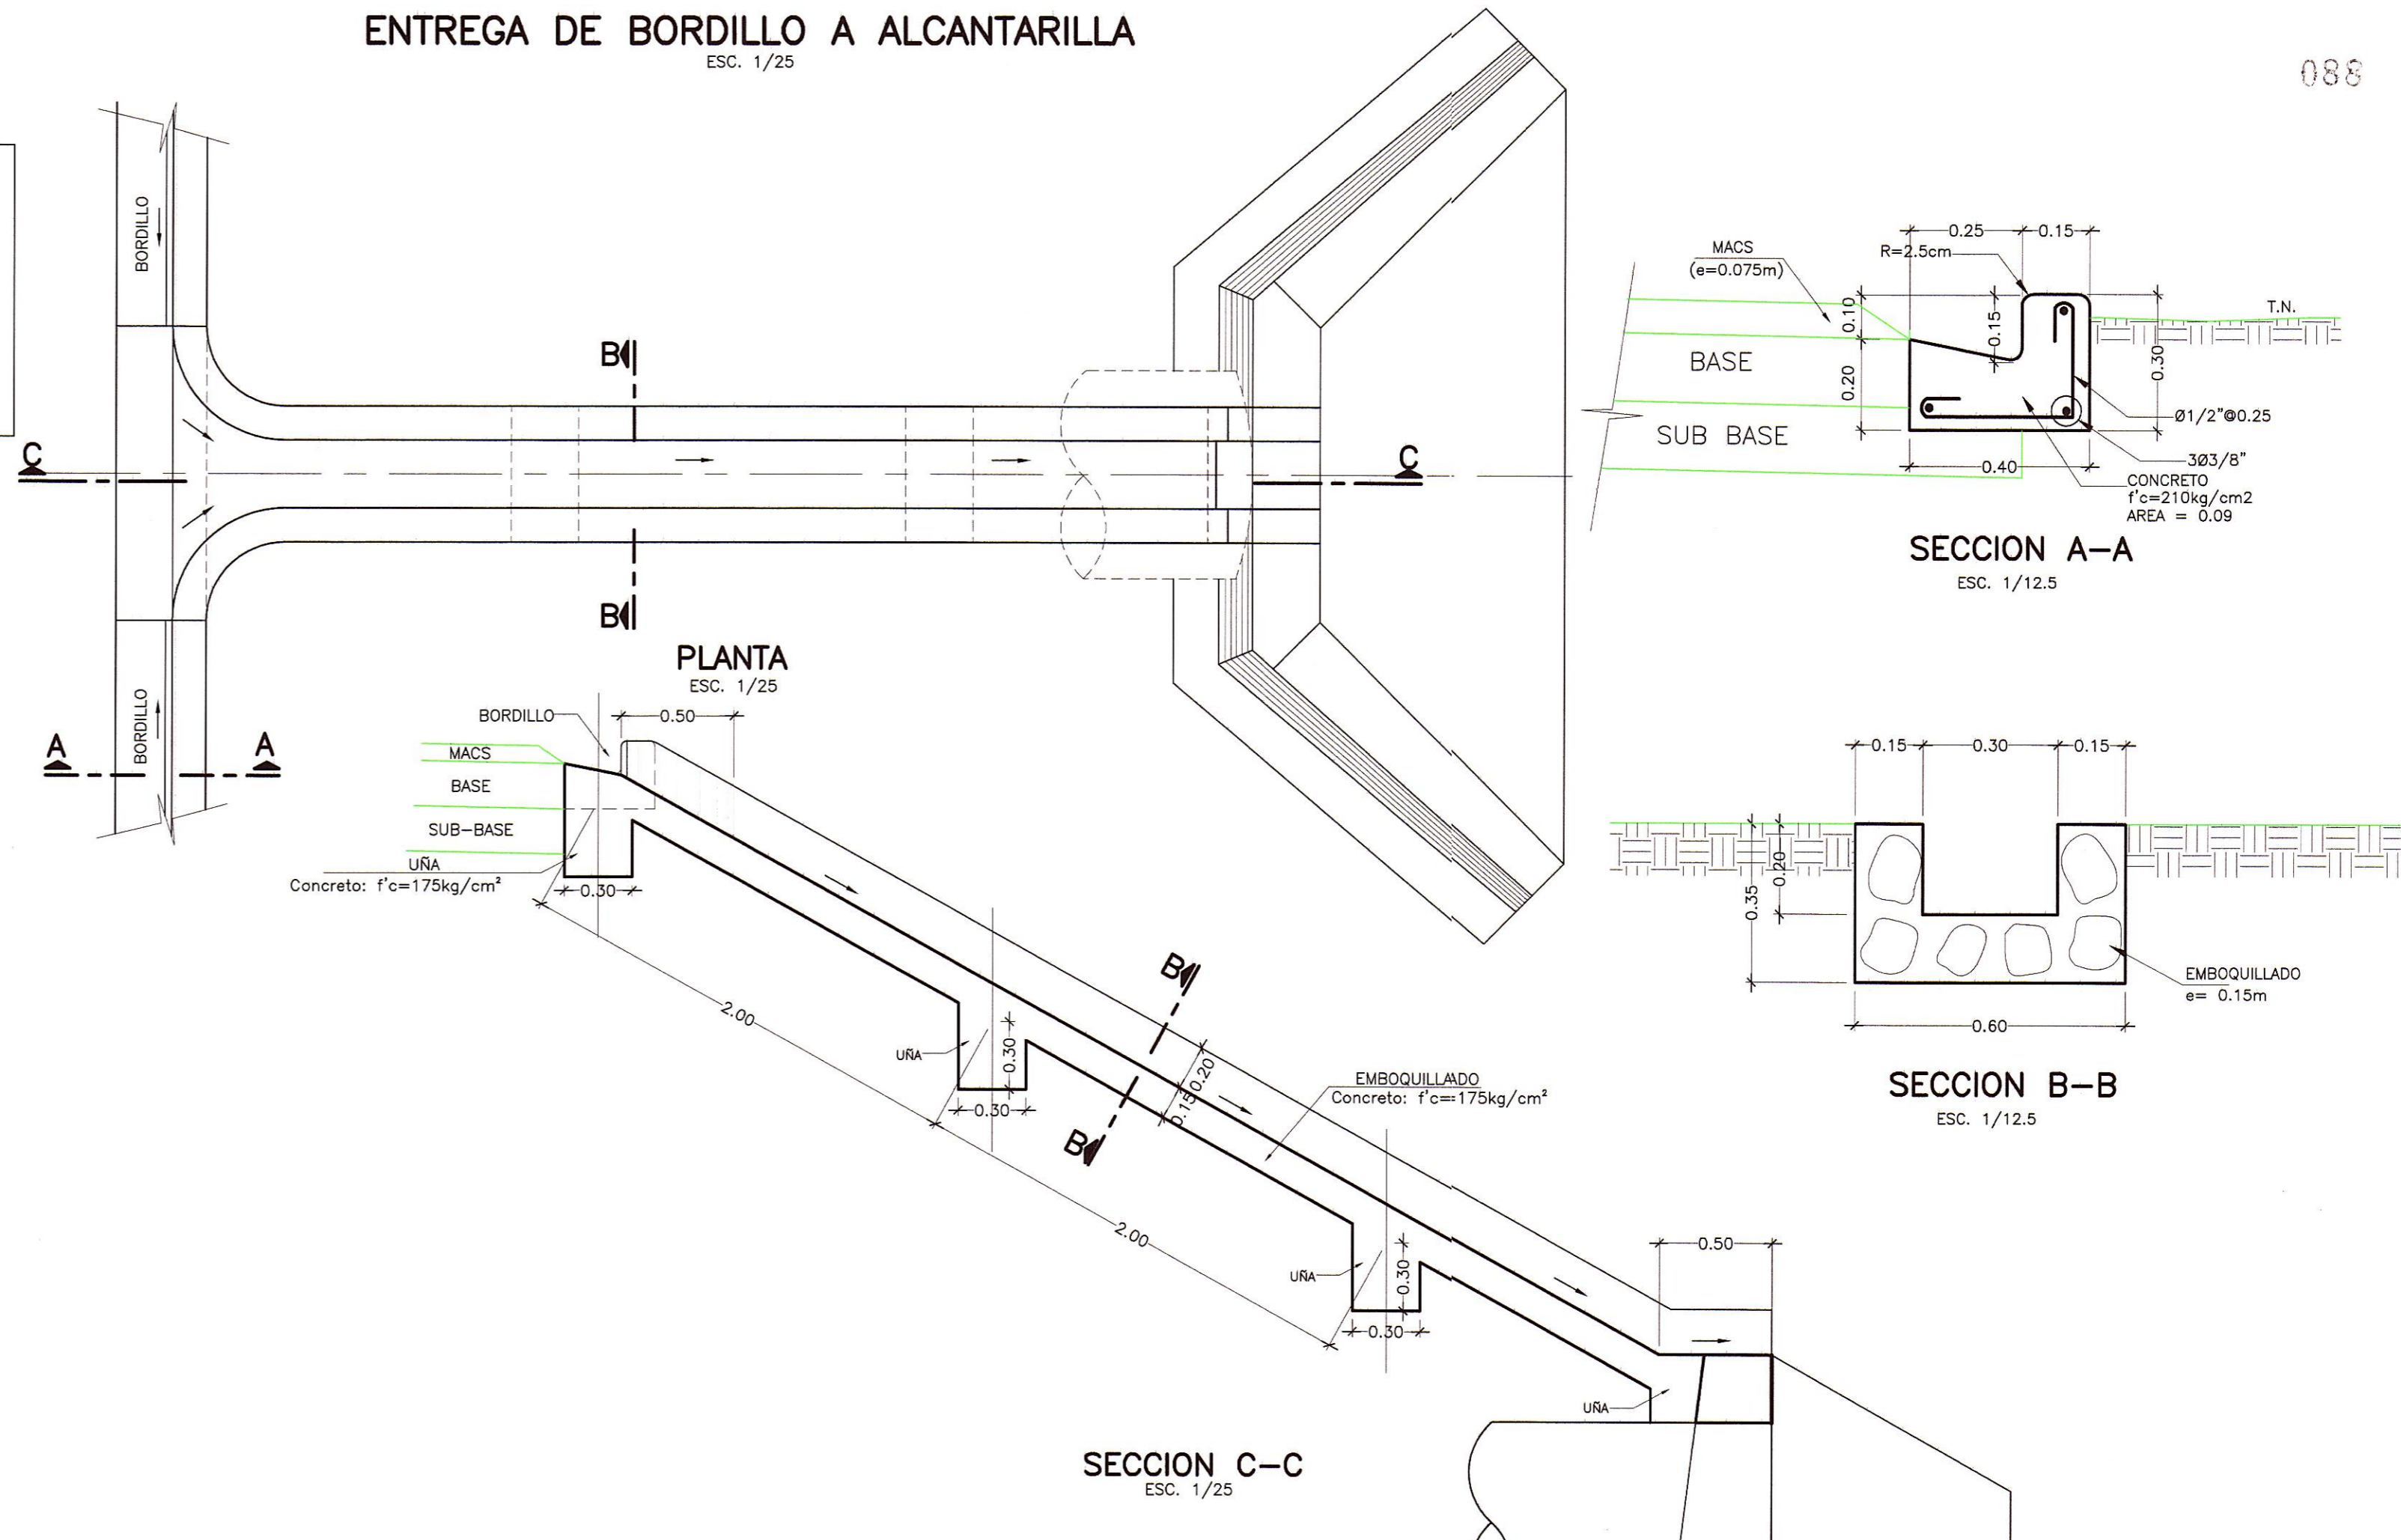 ENTREGA DE BORDILLO A ALCANTARILLA
ESC. 1/25
088
BORDILLO
B
C
C
B
PLANTA
ESC. 1/25
BORDILLO
A
A
MACS
(e=0.075m)
0.25
0.15
R=2.5cm
0.10
0.15
T.N.
BASE
0.20
0.30
SUB BASE
Ø1/2"@0.25
3Ø3/8"
0.40
CONCRETO
f'c=210kg/cm2
AREA = 0.09
SECCION A-A
ESC. 1/12.5
BORDILLO
0.50
MACS
BASE
SUB-BASE
UÑA
Concreto: f'c=175kg/cm²
0.30
2.00
UÑA
0.30
0.30
B
B
0.20
0.15
EMBOQUILLADO
Concreto: f'c=175kg/cm²
2.00
UÑA
0.30
0.30
0.50
UÑA
SECCION C-C
ESC. 1/25
0.15
0.30
0.15
0.20
0.35
EMBOQUILLADO
e= 0.15m
0.60
SECCION B-B
ESC. 1/12.5